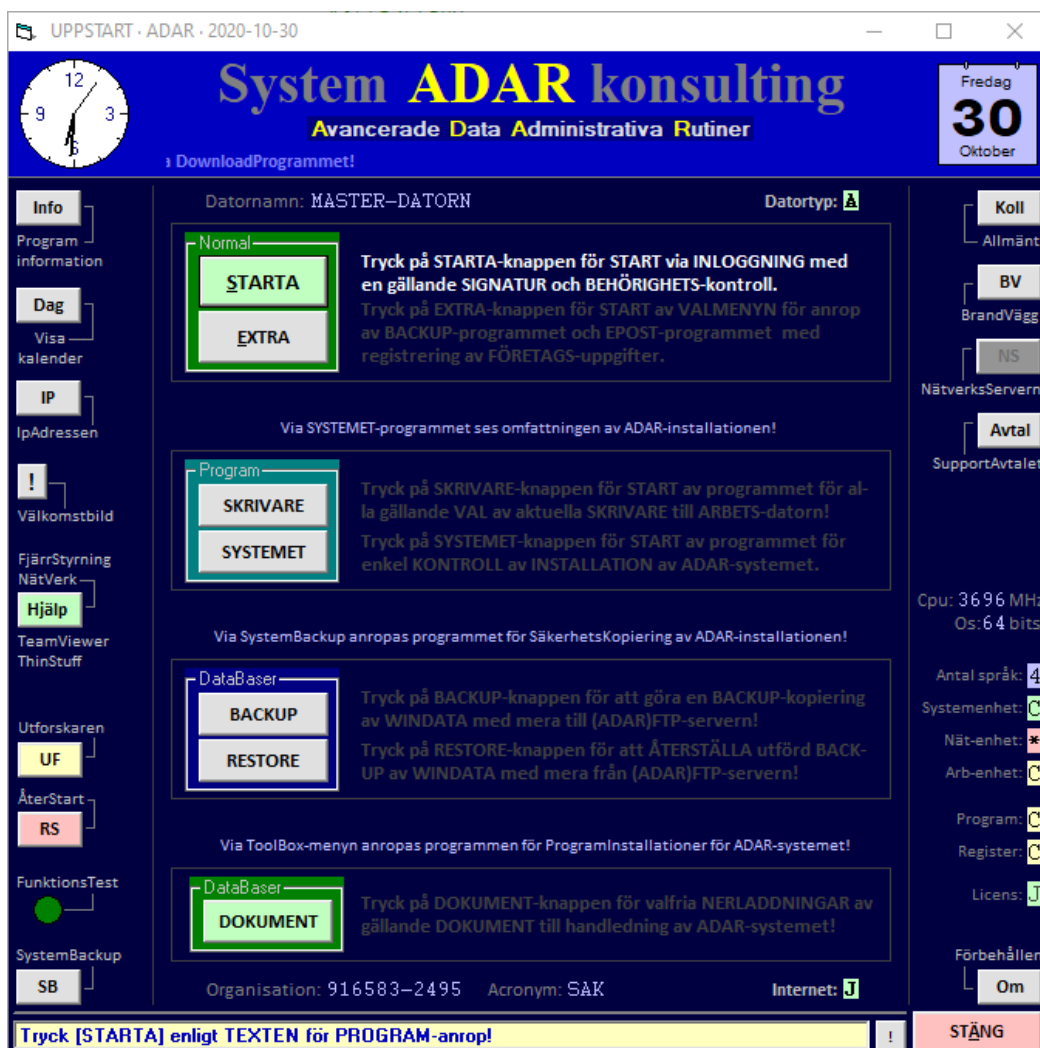 UPPSTART · ADAR · 2020-10-30
12
9
3
6
System ADAR konsulting
Avancerade Data Administrativa Rutiner
DownloadProgrammet!
Fredag
30
Oktober
Datornamn: MASTER-DATORN
Datortyp: A
Info
Program
information
Dag
Visa
kalender
IP
IpAdressen
!
Välkomstbild
FjärrStyrning
NätVerk
Hjälp
TeamViewer
ThinStuff
Utforskaren
UF
ÅterStart
RS
FunktionsTest
SystemBackup
SB
Normal
STARTA
EXTRA
Tryck på STARTA-knappen för START via INLOGGNING med
en gällande SIGNATUR och BEHÖRIGHETS-kontroll.
Tryck på EXTRA-knappen för START av VALMENYN för anrop
av BACKUP-programmet och EPOST-programmet med
registrering av FÖRETAGS-uppgifter.
Via SYSTEMET-programmet ses omfattningen av ADAR-installationen!
Program
SKRIVARE
SYSTEMET
Tryck på SKRIVARE-knappen för START av programmet för al-
la gällande VAL av aktuella SKRIVARE till ARBETS-datorn!
Tryck på SYSTEMET-knappen för START av programmet för
enkel KONTROLL av INSTALLATION av ADAR-systemet.
Via SystemBackup anropas programmet för SäkerhetsKopiering av ADAR-installationen!
DataBaser
BACKUP
RESTORE
Tryck på BACKUP-knappen för att göra en BACKUP-kopiering
av WINDATA med mera till (ADAR)FTP-servern!
Tryck på RESTORE-knappen för att ÅTERSTÄLLA utförd BACK-
UP av WINDATA med mera från (ADAR)FTP-servern!
Via ToolBox-menyn anropas programmen för ProgramInstallationer för ADAR-systemet!
DataBaser
DOKUMENT
Tryck på DOKUMENT-knappen för valfria NERLADDNINGAR av
gällande DOKUMENT till handledning av ADAR-systemet!
Organisation: 916583-2495 Acronym: SAK
Internet: J
Koll
Allmänt
BV
BrandVägg
NS
NätverksServern
Avtal
SupportAvtalet
Cpu: 3696 MHz
Os:64 bits
Antal språk: 4
Systemenhet: C
Nät-enhet: *
Arb-enhet: C
Program: C
Register: C
Licens: J
Förbehållen
Om
Tryck [STARTA] enligt TEXTEN för PROGRAM-anrop!
!
STÄNG